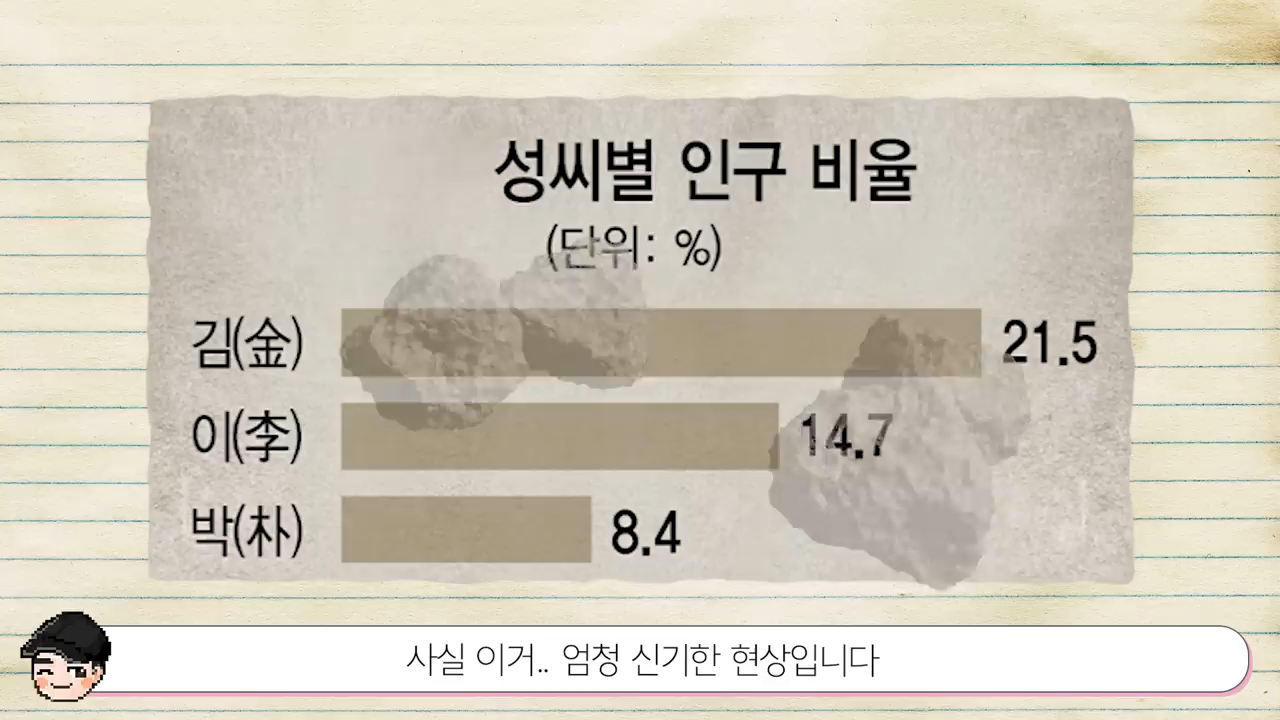 성씨별 인구 비율
(단위: %)
김(金) 21.5
이(李) 14.7
박(朴) 8.4
사실 이거.. 엄청 신기한 현상입니다